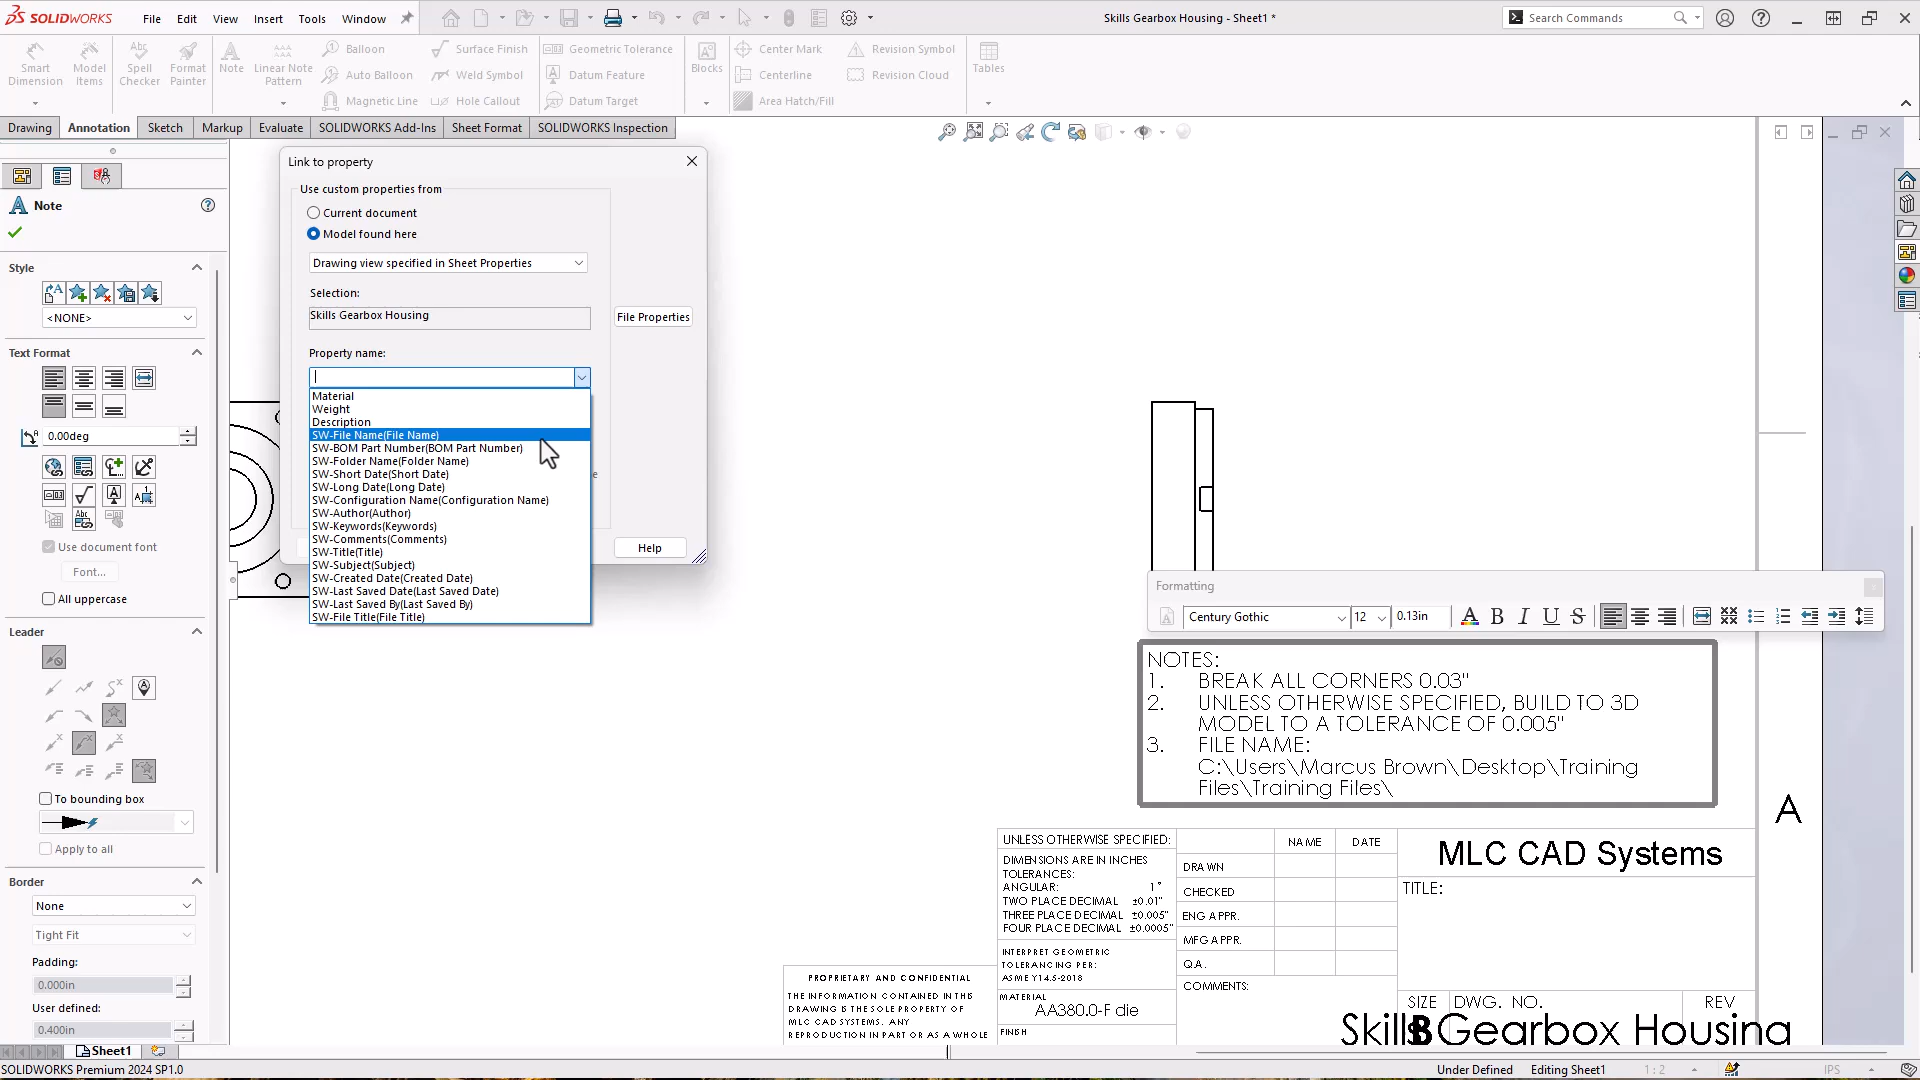 SOLIDWORKS
File
Edit
View
Insert
Tools
Window
Skills Gearbox Housing - Sheet1 *
Search Commands
Smart Dimension
Model Items
Spell Checker
Format Painter
Note
Linear Note Pattern
Balloon
Auto Balloon
Magnetic Line
Surface Finish
Weld Symbol
Hole Callout
Geometric Tolerance
Datum Feature
Datum Target
Blocks
Center Mark
Centerline
Area Hatch/Fill
Revision Symbol
Revision Cloud
Tables
Drawing
Annotation
Sketch
Markup
Evaluate
SOLIDWORKS Add-Ins
Sheet Format
SOLIDWORKS Inspection
Note
Style
<NONE>
Text Format
0.00deg
Use document font
Font...
All uppercase
Leader
To bounding box
Apply to all
Border
None
Tight Fit
Padding:
0.000in
User defined:
0.400in
Link to property
Use custom properties from
Current document
Model found here
Drawing view specified in Sheet Properties
Selection:
Skills Gearbox Housing
File Properties
Property name:
Material
Weight
Description
SW-File Name(File Name)
SW-BOM Part Number(BOM Part Number)
SW-Folder Name(Folder Name)
SW-Short Date(Short Date)
SW-Long Date(Long Date)
SW-Configuration Name(Configuration Name)
SW-Author(Author)
SW-Keywords(Keywords)
SW-Comments(Comments)
SW-Title(Title)
SW-Subject(Subject)
SW-Created Date(Created Date)
SW-Last Saved Date(Last Saved Date)
SW-Last Saved By(Last Saved By)
SW-File Title(File Title)
Help
Formatting
Century Gothic
12
0.13in
A B I U S
NOTES:
1. BREAK ALL CORNERS 0.03"
2. UNLESS OTHERWISE SPECIFIED, BUILD TO 3D
MODEL TO A TOLERANCE OF 0.005"
3. FILE NAME:
C:\Users\Marcus Brown\Desktop\Training
Files\Training Files\
A
UNLESS OTHERWISE SPECIFIED:
DIMENSIONS ARE IN INCHES
TOLERANCES:
ANGULAR: 1°
TWO PLACE DECIMAL ±0.01"
THREE PLACE DECIMAL ±0.005"
FOUR PLACE DECIMAL ±0.0005"
INTERPRET GEOMETRIC
TOLERANCING PER:
ASME Y14.5-2018
MATERIAL
AA380.0-F die
FINISH
NAME
DATE
DRAWN
CHECKED
ENG APPR.
MFG APPR.
Q.A.
COMMENTS:
MLC CAD Systems
TITLE:
SIZE
DWG. NO.
REV
B
Skills Gearbox Housing
PROPRIETARY AND CONFIDENTIAL
THE INFORMATION CONTAINED IN THIS
DRAWING IS THE SOLE PROPERTY OF
MLC CAD SYSTEMS. ANY
REPRODUCTION IN PART OR AS A WHOLE
Sheet1
SOLIDWORKS Premium 2024 SP1.0
Under Defined
Editing Sheet1
1 : 2
IPS